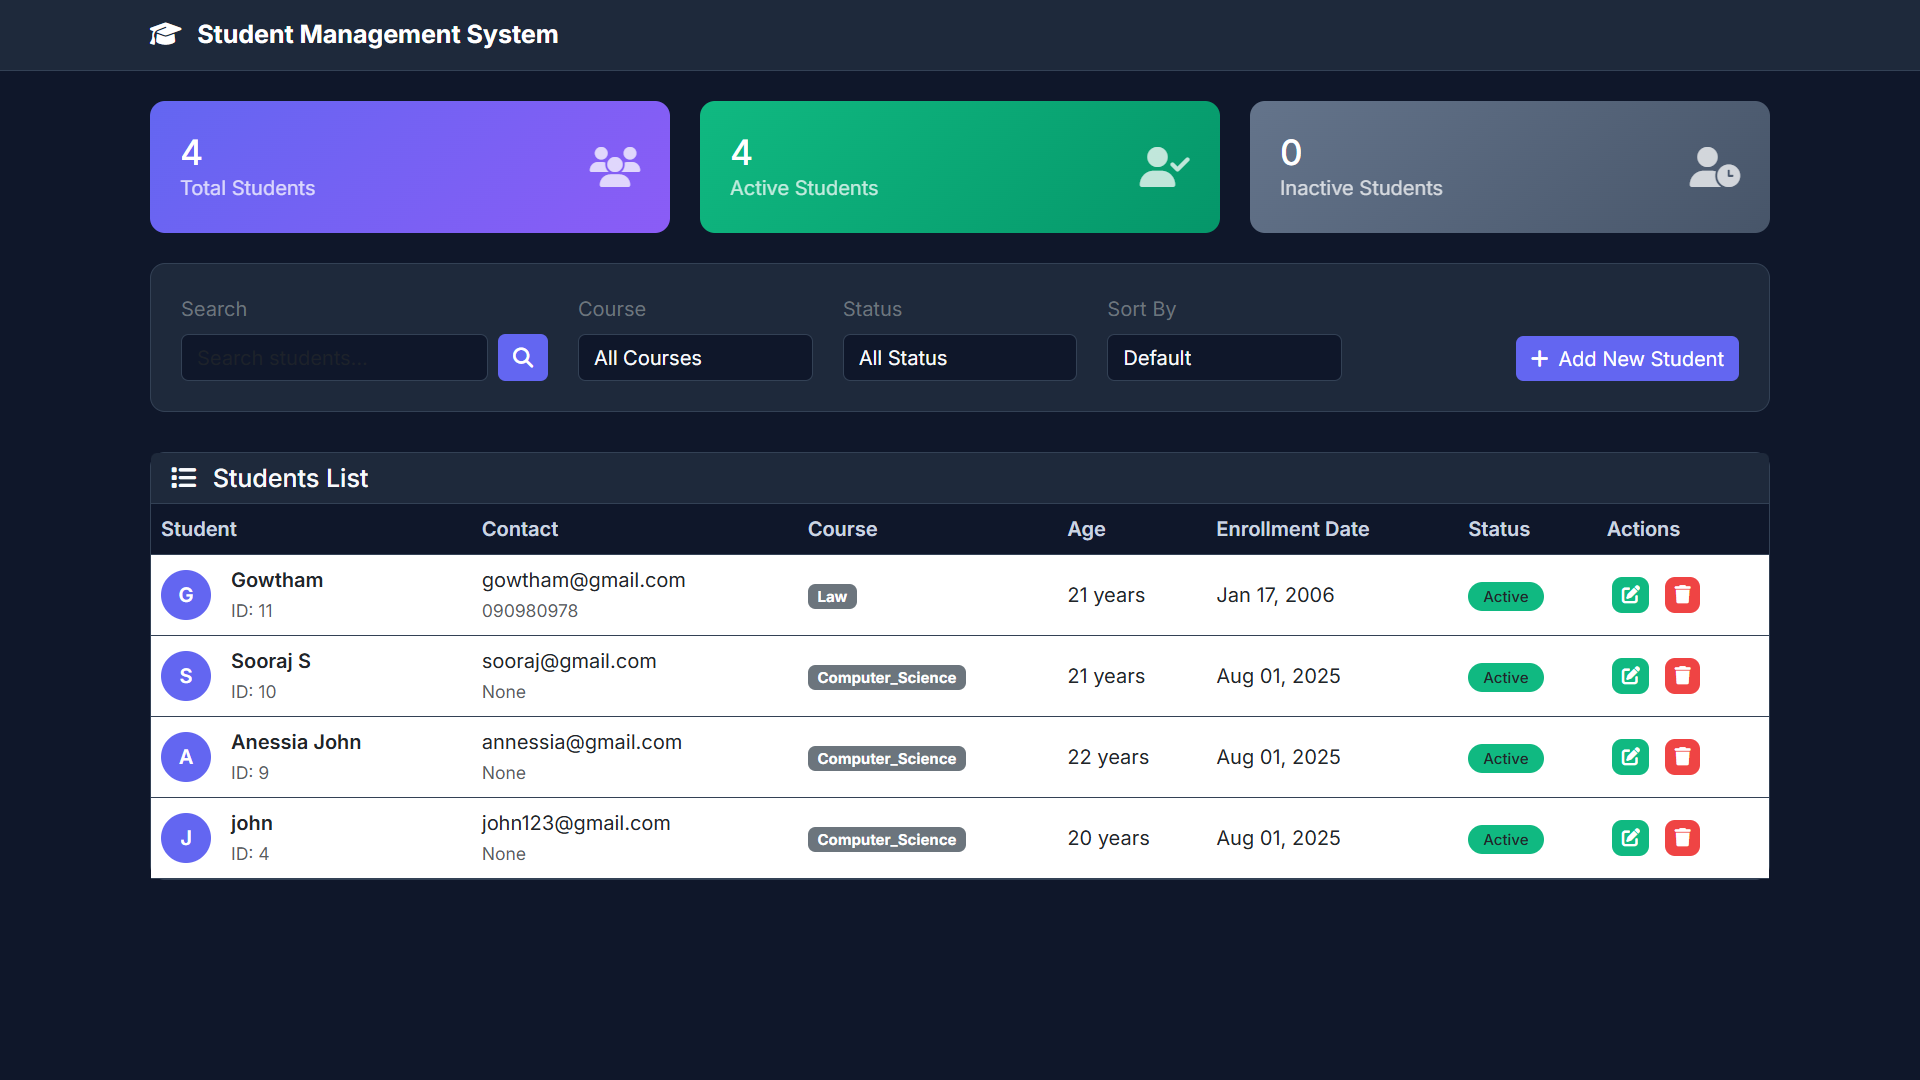 Student Management System
4
Total Students
4
Active Students
0
Inactive Students
Search
Course
Status
Sort By
Search students...
All Courses
All Status
Default
Add New Student
Students List
Student Contact Course Age Enrollment Date Status Actions
G Gowtham gowtham@gmail.com Law 21 years Jan 17, 2006 Active
ID: 11 090980978
S Sooraj S sooraj@gmail.com Computer_Science 21 years Aug 01, 2025 Active
ID: 10 None
A Anessia John annessia@gmail.com Computer_Science 22 years Aug 01, 2025 Active
ID: 9 None
J john john123@gmail.com Computer_Science 20 years Aug 01, 2025 Active
ID: 4 None